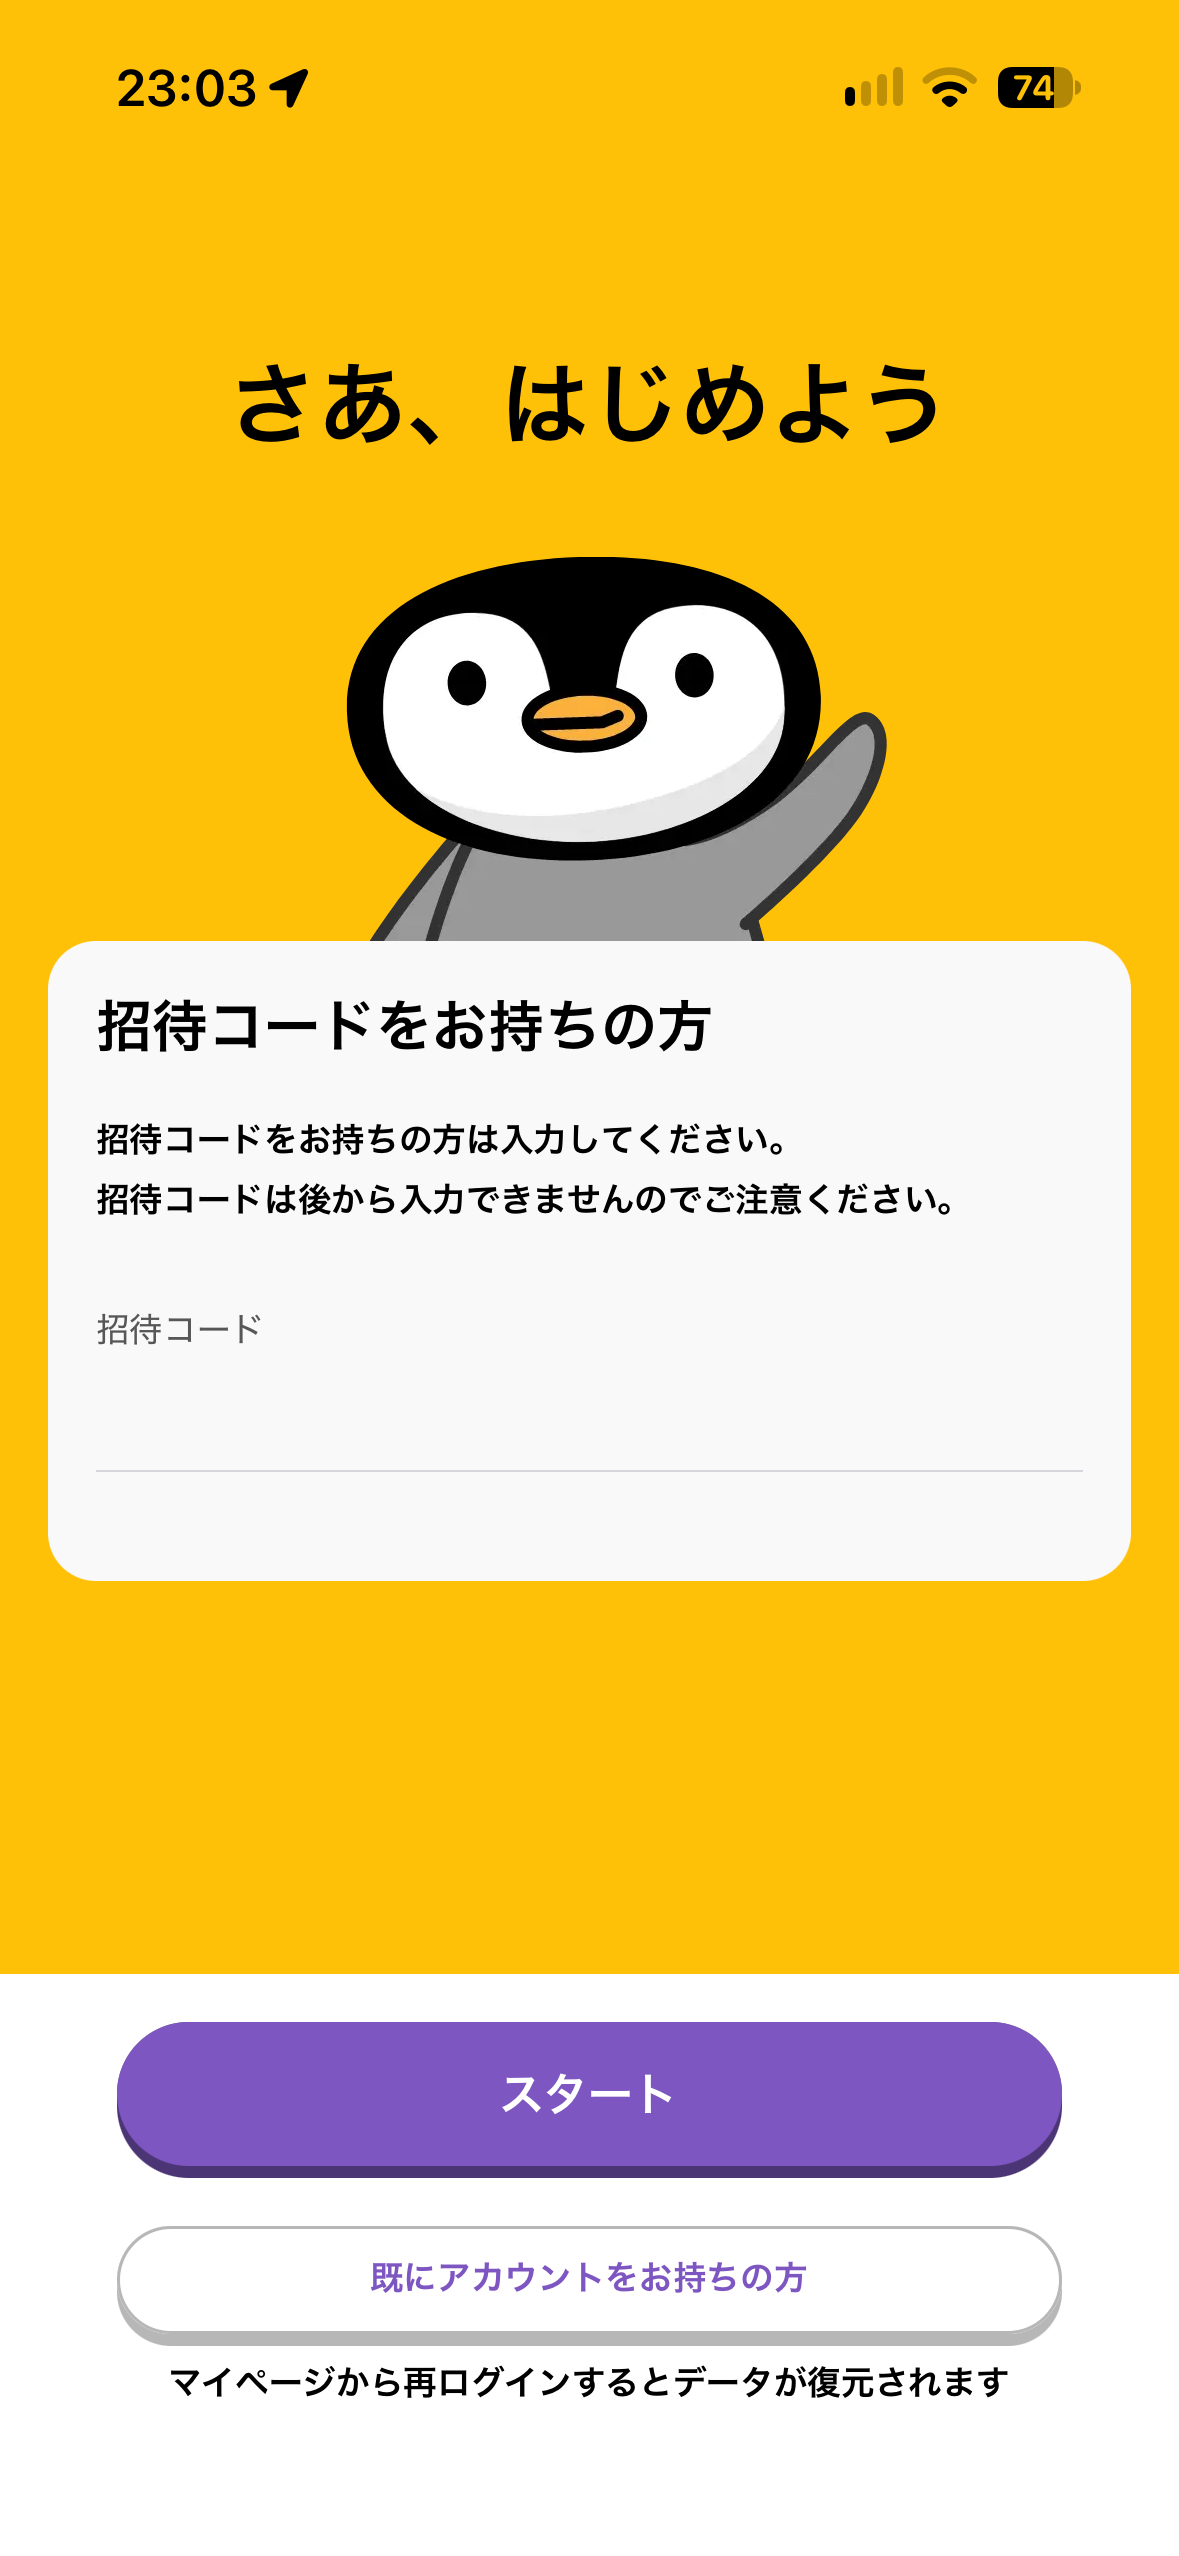 23:03
74
さあ、はじめよう
招待コードをお持ちの方
招待コードをお持ちの方は入力してください。
招待コードは後から入力できませんのでご注意ください。
招待コード
スタート
既にアカウントをお持ちの方
マイページから再ログインするとデータが復元されます